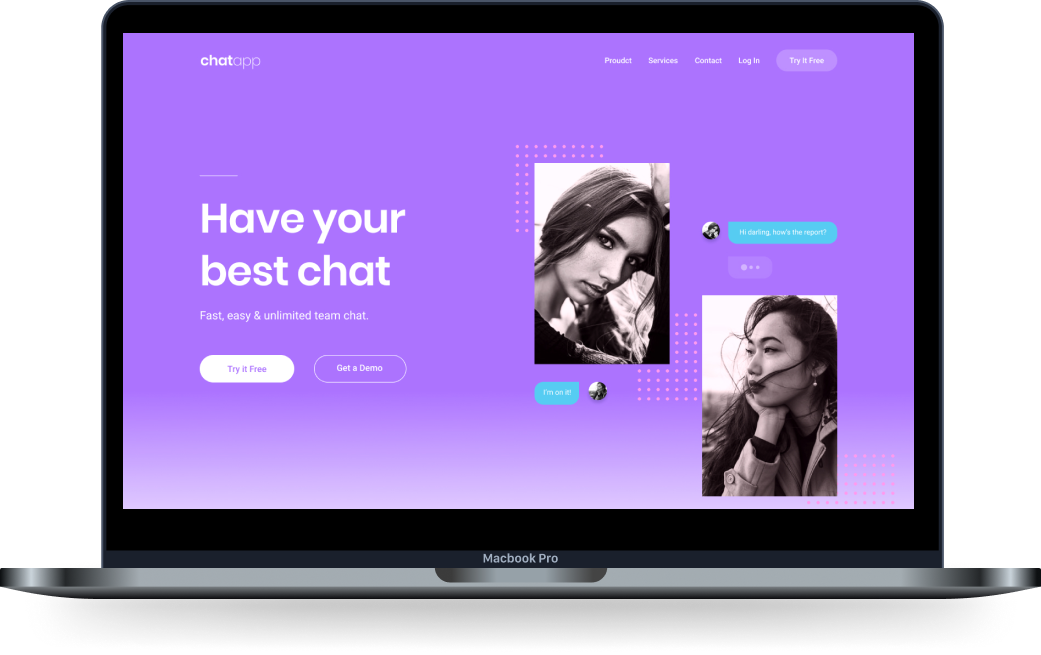 chatapp
Proudct Services Contact Log In Try It Free
Have your
best chat
Fast, easy & unlimited team chat.
Try it Free Get a Demo
Hi darling, how's the report?
I'm on it!
Macbook Pro